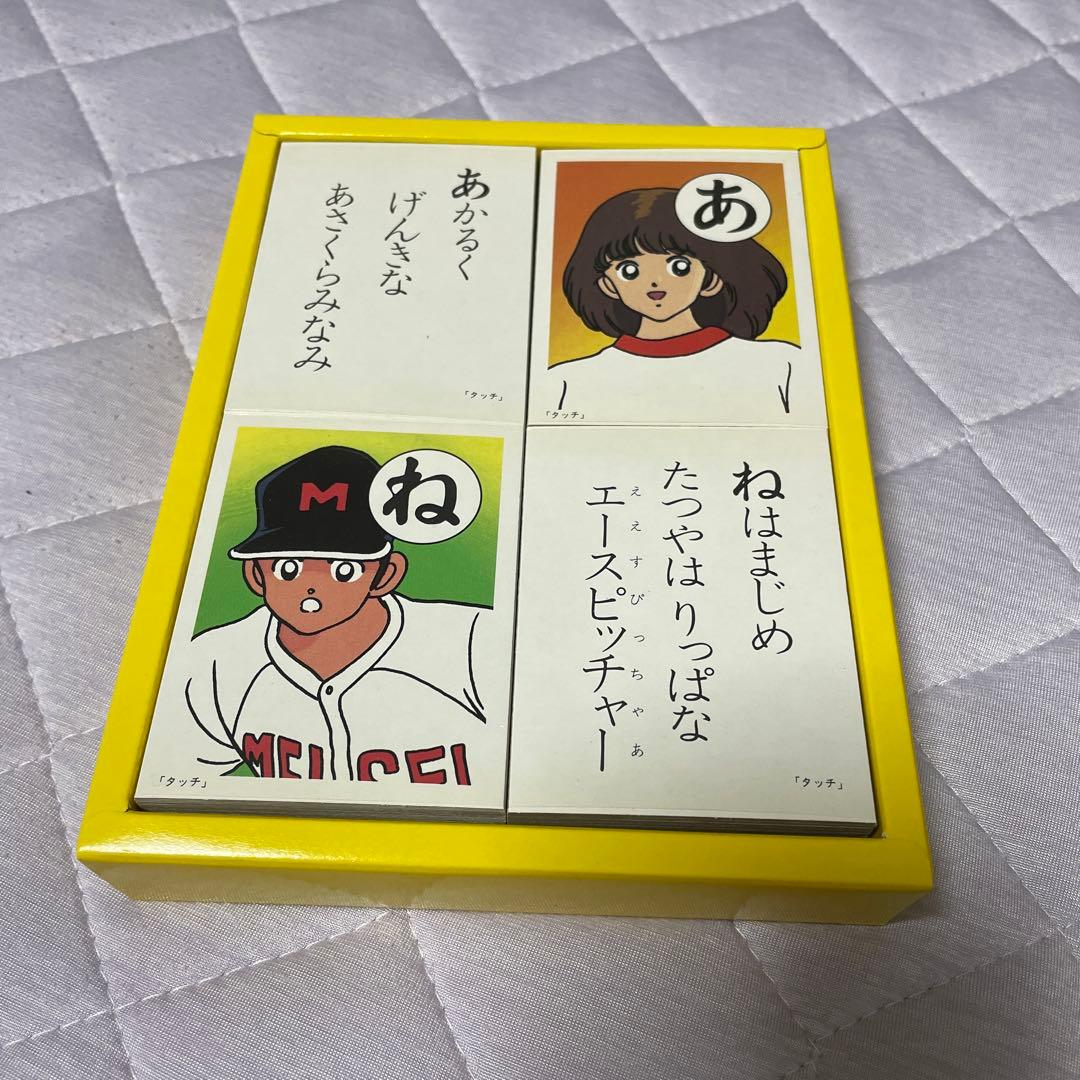 あかるく
げんきな
あさくらみなみ
「タッチ」
あ
「タッチ」
M
ね
「タッチ」
ねはまじめ
たつやはりっぱな
エースピッチャー
ええすぴっちゃあ
「タッチ」